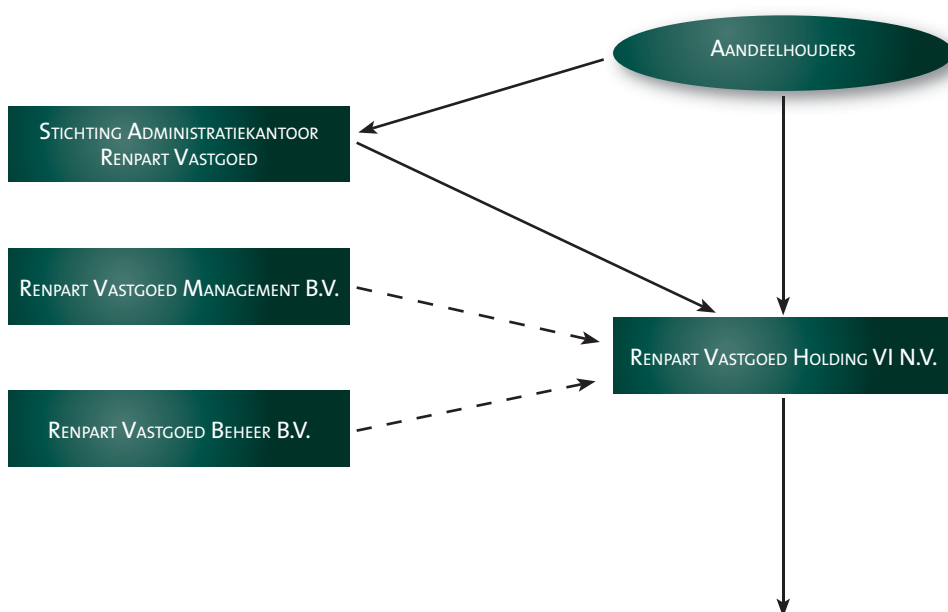 Aandeelhouders
Stichting Administratiekantoor
Renpart Vastgoed
Renpart Vastgoed Management B.V.
Renpart Vastgoed Holding VI N.V.
Renpart Vastgoed Beheer B.V.